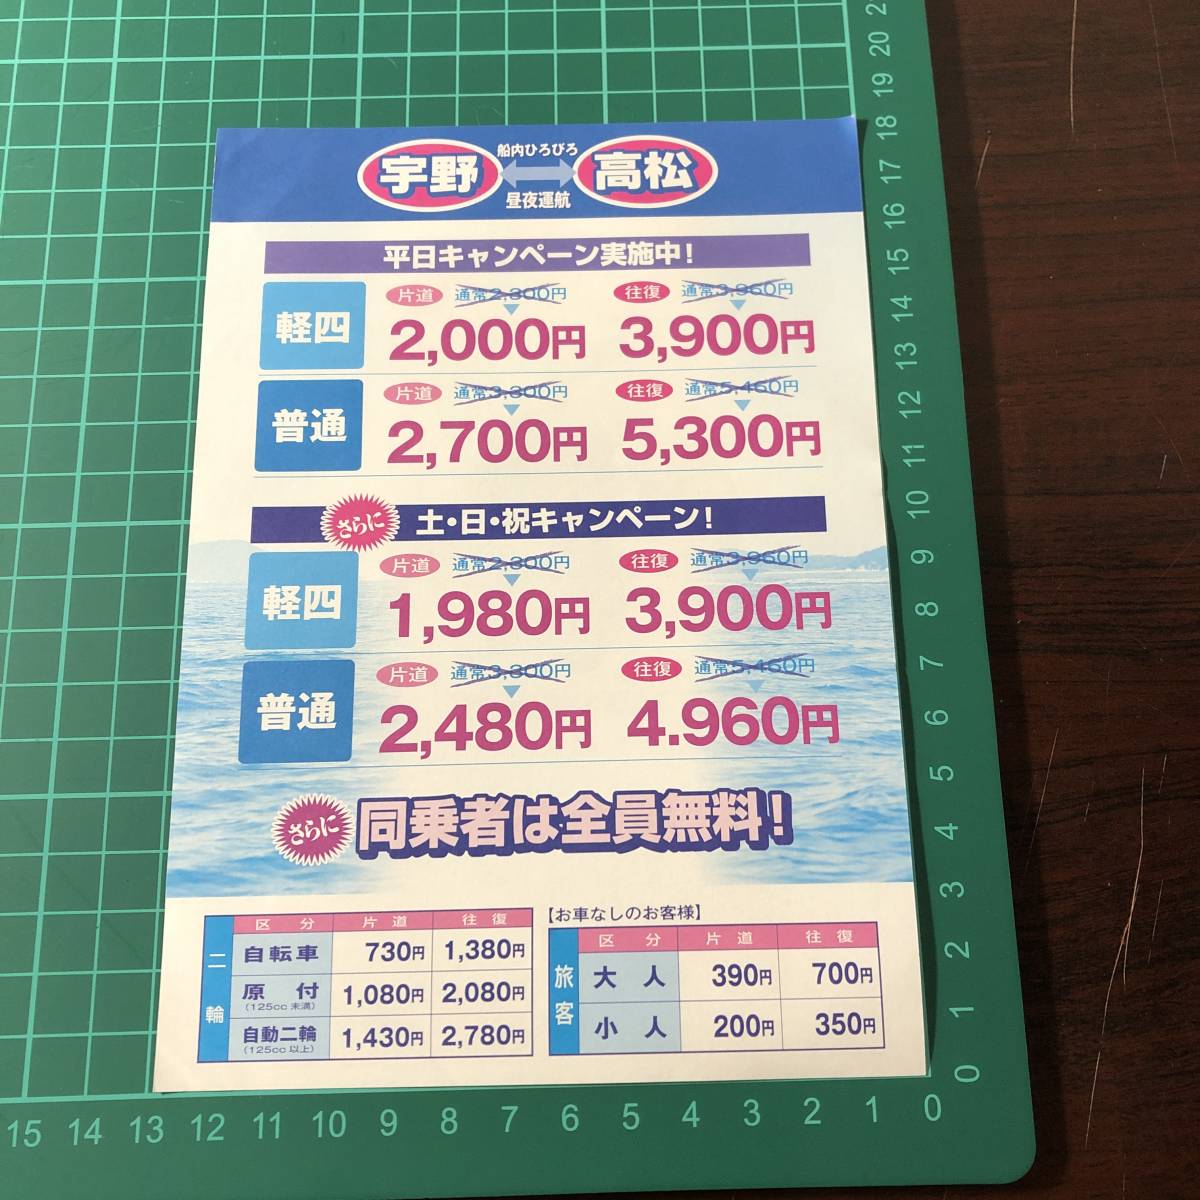 宇野
船内ひろびろ
昼夜運航
高松
平日キャンペーン実施中!
軽四
片道 通常2,300円
2,000円
往復 通常3,960円
3,900円
普通
片道 通常3,300円
2,700円
往復 通常5,460円
5,300円
さらに 土・日・祝キャンペーン!
軽四
片道 通常2,300円
1,980円
往復 通常3,960円
3,900円
普通
片道 通常3,300円
2,480円
往復 通常5,460円
4.960円
さらに 同乗者は全員無料!
二輪
区分 片道 往復
自転車 730円 1,380円
原付 (125cc未満) 1,080円 2,080円
自動二輪 (125cc以上) 1,430円 2,780円
【お車なしのお客様】
旅客
区分 片道 往復
大人 390円 700円
小人 200円 350円
21
20
19
18
17
16
15
14
13
12
11
10
9
8
7
6
5
4
3
2
1
0
15 14 13 12 11 10 9 8 7 6 5 4 3 2 1 0